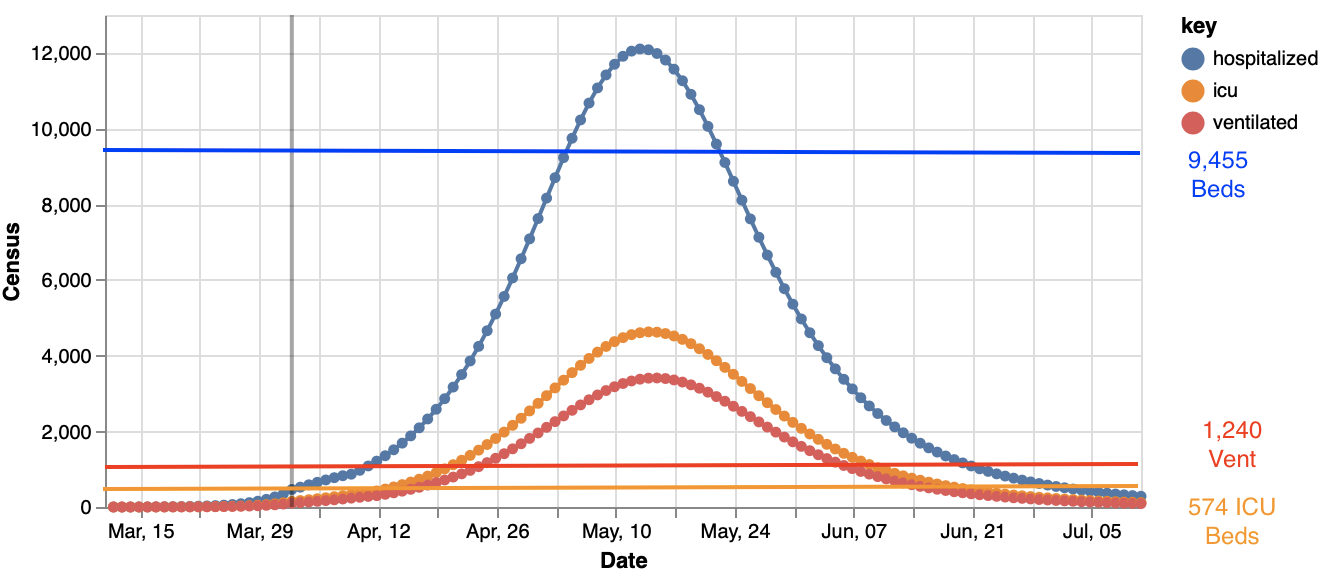 key
hospitalized
icu
ventilated
9,455
Beds
1,240
Vent
574 ICU
Beds
Census
12,000
10,000
8,000
6,000
4,000
2,000
0
Mar, 15 Mar, 29 Apr, 12 Apr, 26 May, 10 May, 24 Jun, 07 Jun, 21 Jul, 05
Date